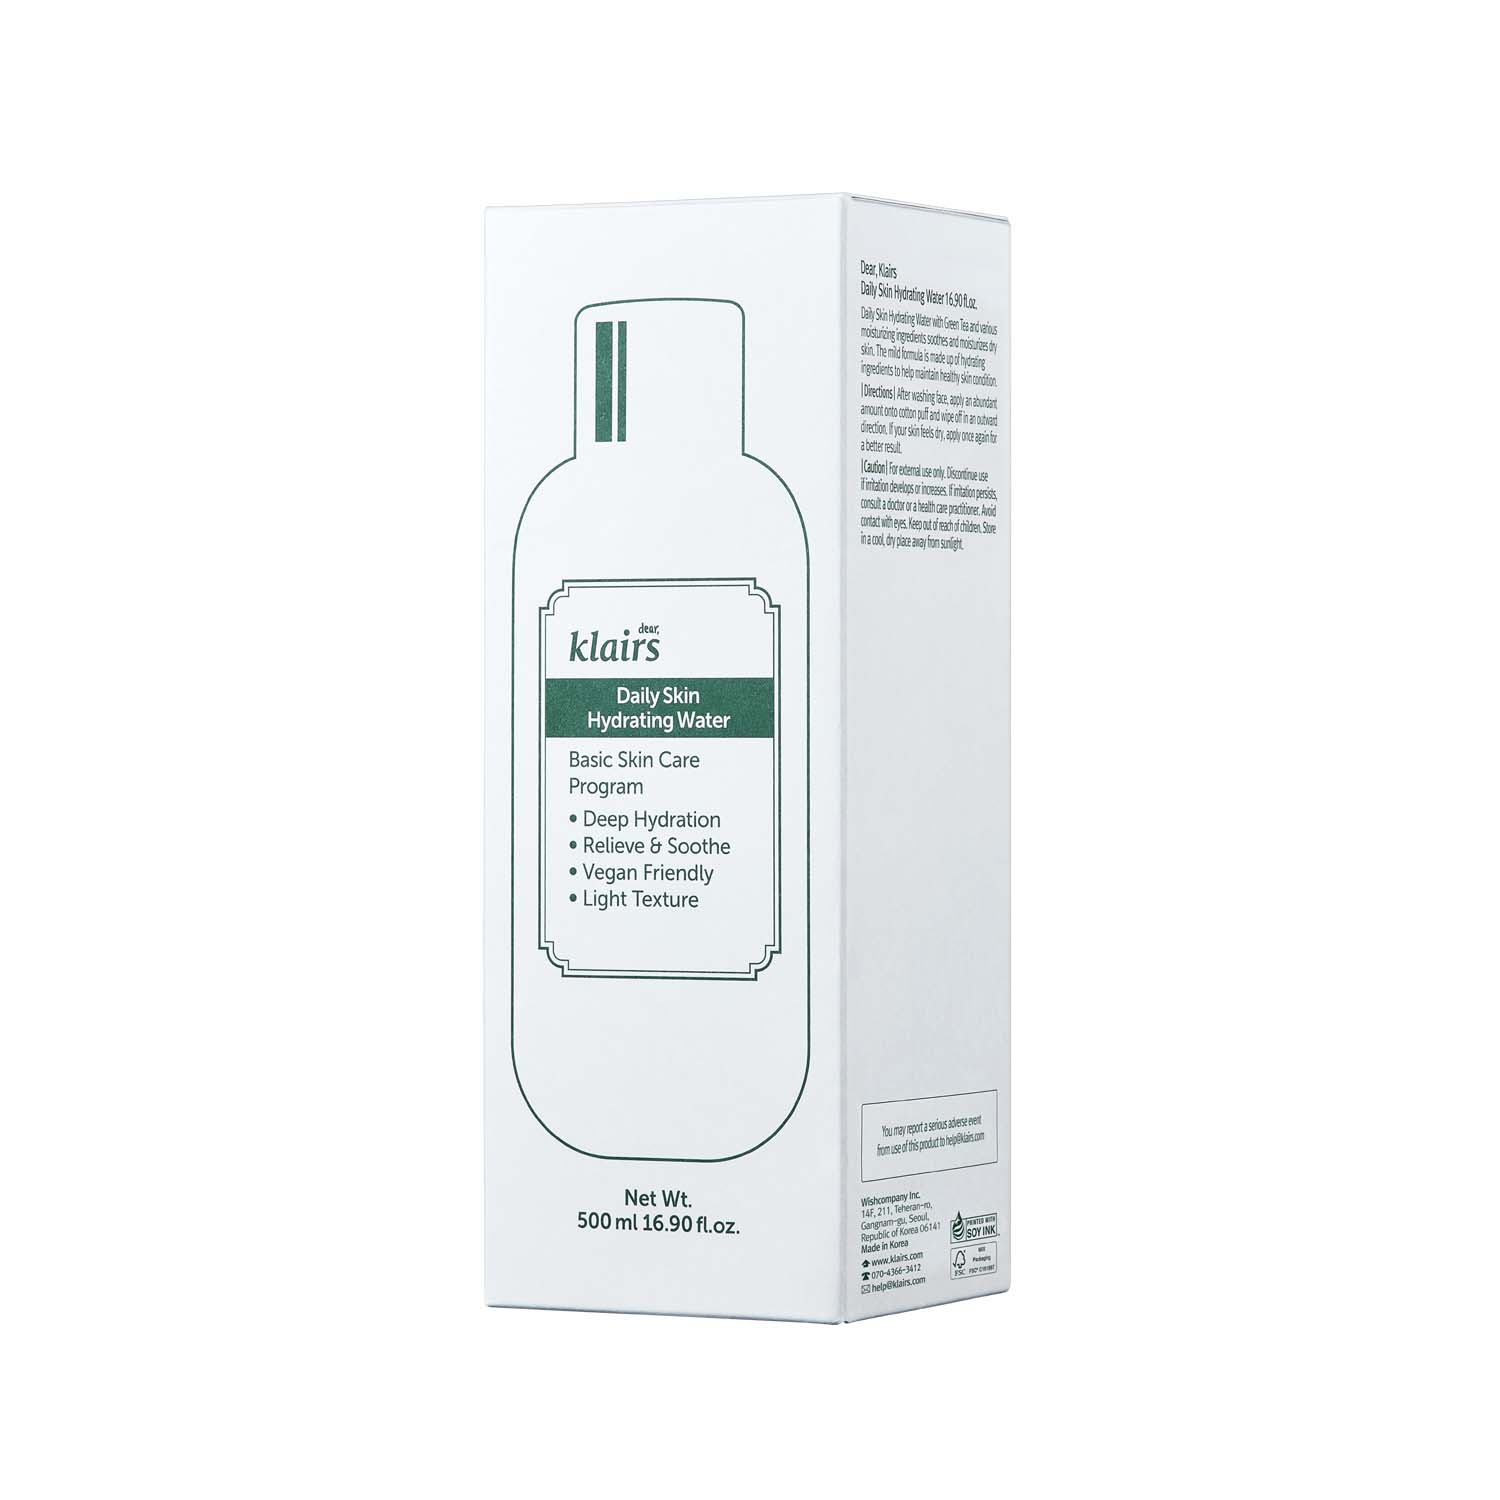 dear,
klairs
Daily Skin
Hydrating Water
Basic Skin Care
Program
• Deep Hydration
• Relieve & Soothe
• Vegan Friendly
• Light Texture
Net Wt.
500 ml 16.90 fl.oz.
Dear, Klairs
Daily Skin Hydrating Water 16.90 fl.oz.
Daily Skin Hydrating Water with Green Tea and various
moisturizing ingredients soothes and moisturizes dry
skin. The mild formula is made up of hydrating
ingredients to help maintain healthy skin condition.
|Directions| After washing face, apply an abundant
amount onto cotton puff and wipe off in an outward
direction. If your skin feels dry, apply once again for
a better result.
|Caution| For external use only. Discontinue use
if irritation develops or increases. If irritation persists,
consult a doctor or a health care practitioner. Avoid
contact with eyes. Keep out of reach of children. Store
in a cool, dry place away from sunlight.
You may report a serious adverse event
from use of this product to help@klairs.com
Wishcompany Inc.
14F, 211, Teheran-ro,
Gangnam-gu, Seoul,
Republic of Korea 06141
Made in Korea
www.klairs.com
070-4366-3412
help@klairs.com
PRINTED WITH
SOY INK
FSC
MIX
Packaging